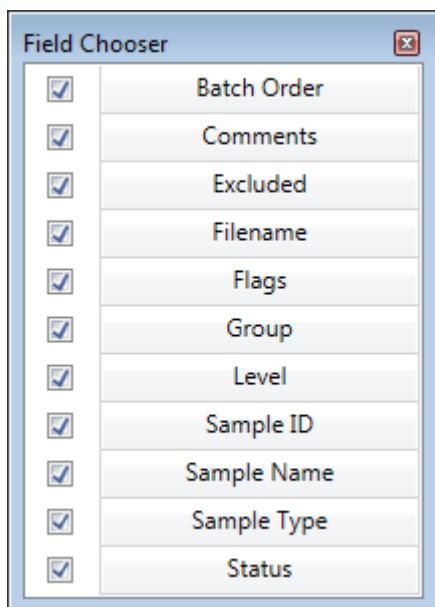 Field Chooser
Batch Order
Comments
Excluded
Filename
Flags
Group
Level
Sample ID
Sample Name
Sample Type
Status